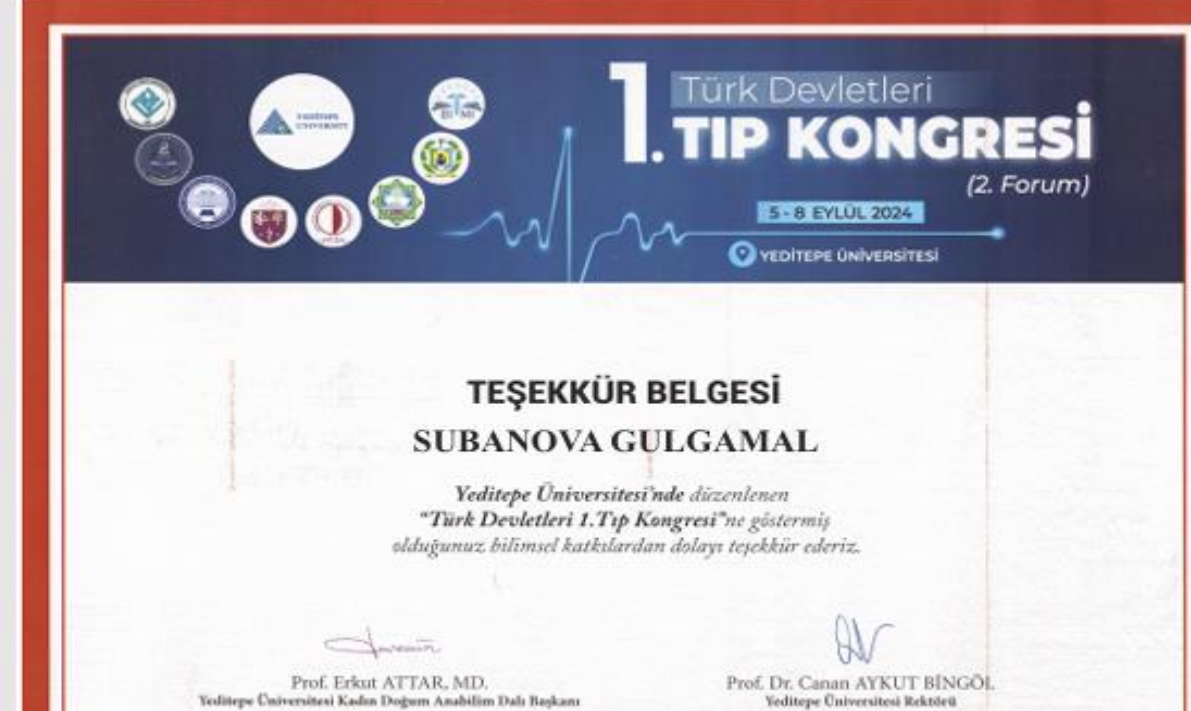 YEDİTEPE UNIVERSITY
1. Türk Devletleri
TIP KONGRESİ
(2. Forum)
5 - 8 EYLÜL 2024
YEDİTEPE ÜNİVERSİTESİ
TEŞEKKÜR BELGESİ
SUBANOVA GULGAMAL
Yeditepe Üniversitesi'nde düzenlenen
“Türk Devletleri 1.Tıp Kongresi”ne göstermiş
olduğunuz bilimsel katkılardan dolayı teşekkür ederiz.
Prof. Erkut ATTAR, MD.
Yeditepe Üniversitesi Kadın Doğum Anabilim Dalı Başkanı
Prof. Dr. Canan AYKUT BİNGÖL
Yeditepe Üniversitesi Rektörü